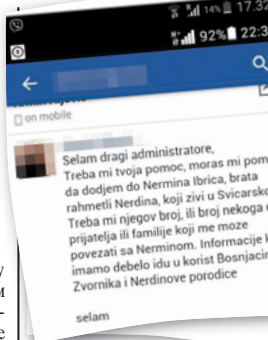 14% 17.32
92% 22:3
on mobile
Selam dragi administratore,
Treba mi tvoja pomoc, moras mi pom
da dodjem do Nermina Ibrica, brata
rahmetli Nerdina, koji zivi u Svicarsko
Treba mi njegov broj, ili broj nekoga
prijatelja ili familije koji me moze
povezati sa Nerminom. Informacije k
imamo debelo idu u korist Bosnjacim
Zvornika i Nerdinove porodice
selam